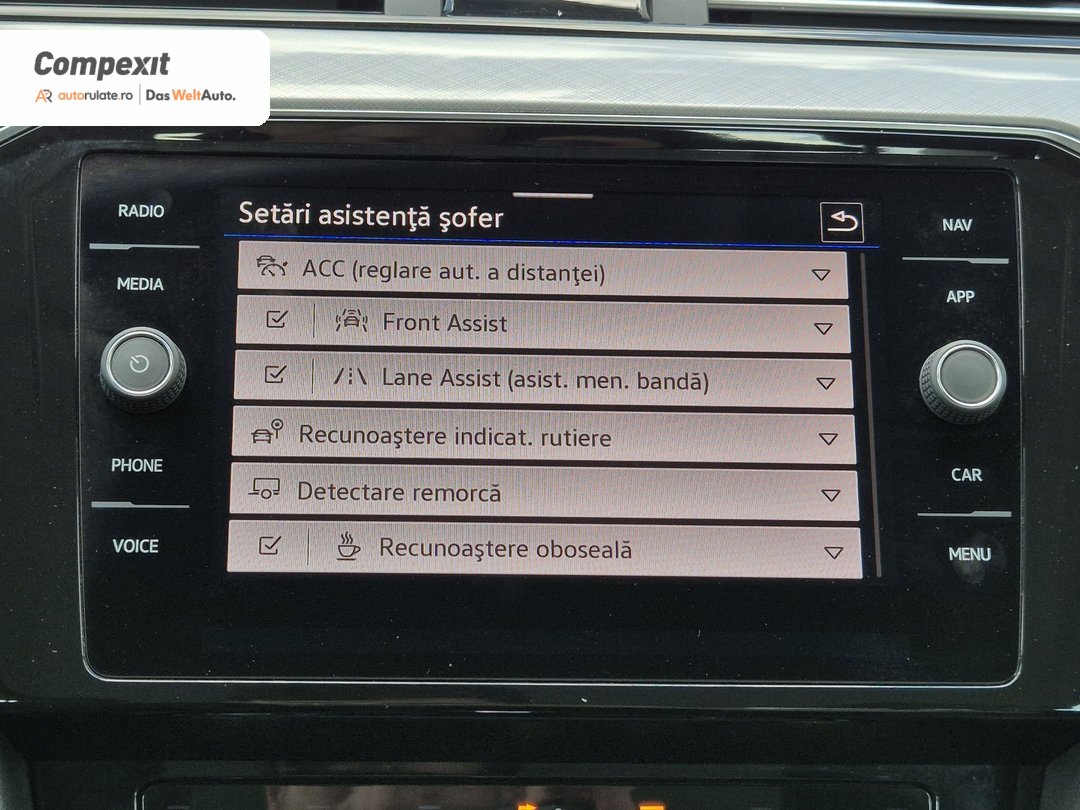 Compexit
AR autorulate.ro | Das WeltAuto.
RADIO
MEDIA
PHONE
VOICE
Setări asistenţă şofer
ACC (reglare aut. a distanţei)
Front Assist
Lane Assist (asist. men. bandă)
Recunoaştere indicat. rutiere
Detectare remorcă
Recunoaştere oboseală
NAV
APP
CAR
MENU